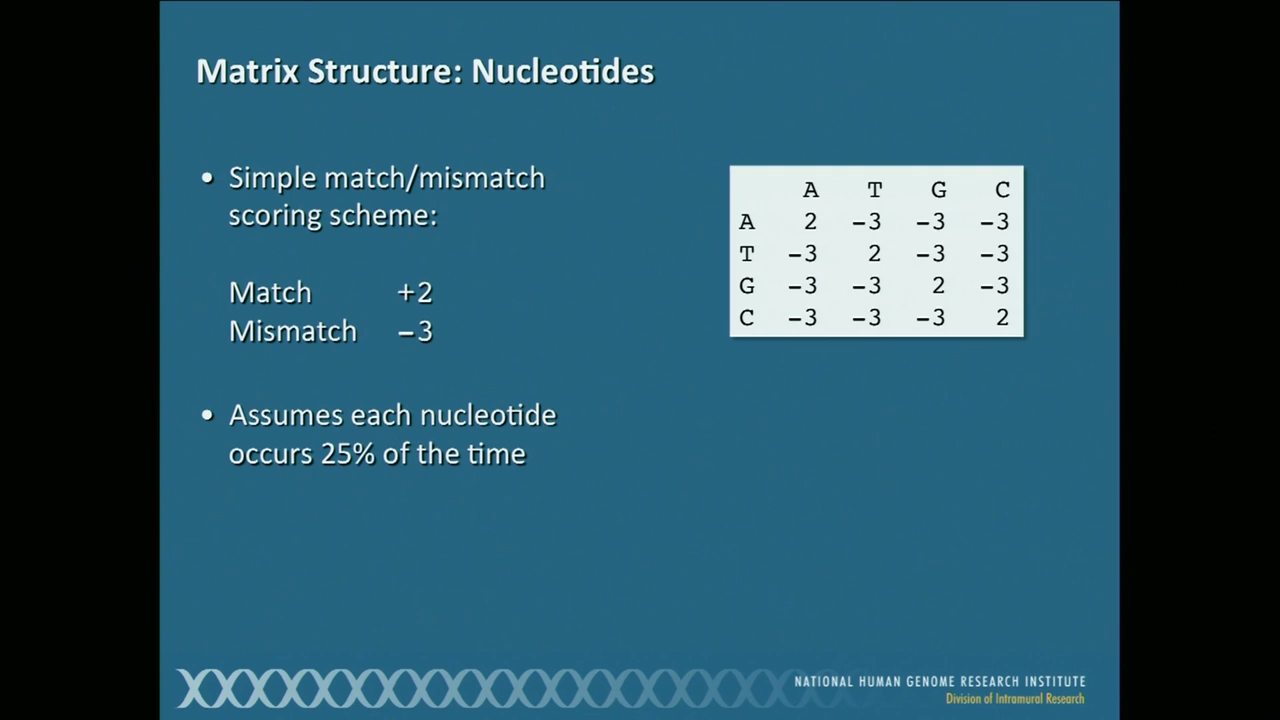 Matrix Structure: Nucleotides
• Simple match/mismatch
scoring scheme:
Match +2
Mismatch −3
• Assumes each nucleotide
occurs 25% of the time
A T G C
A 2 −3 −3 −3
T −3 2 −3 −3
G −3 −3 2 −3
C −3 −3 −3 2
NATIONAL HUMAN GENOME RESEARCH INSTITUTE
Division of Intramural Research